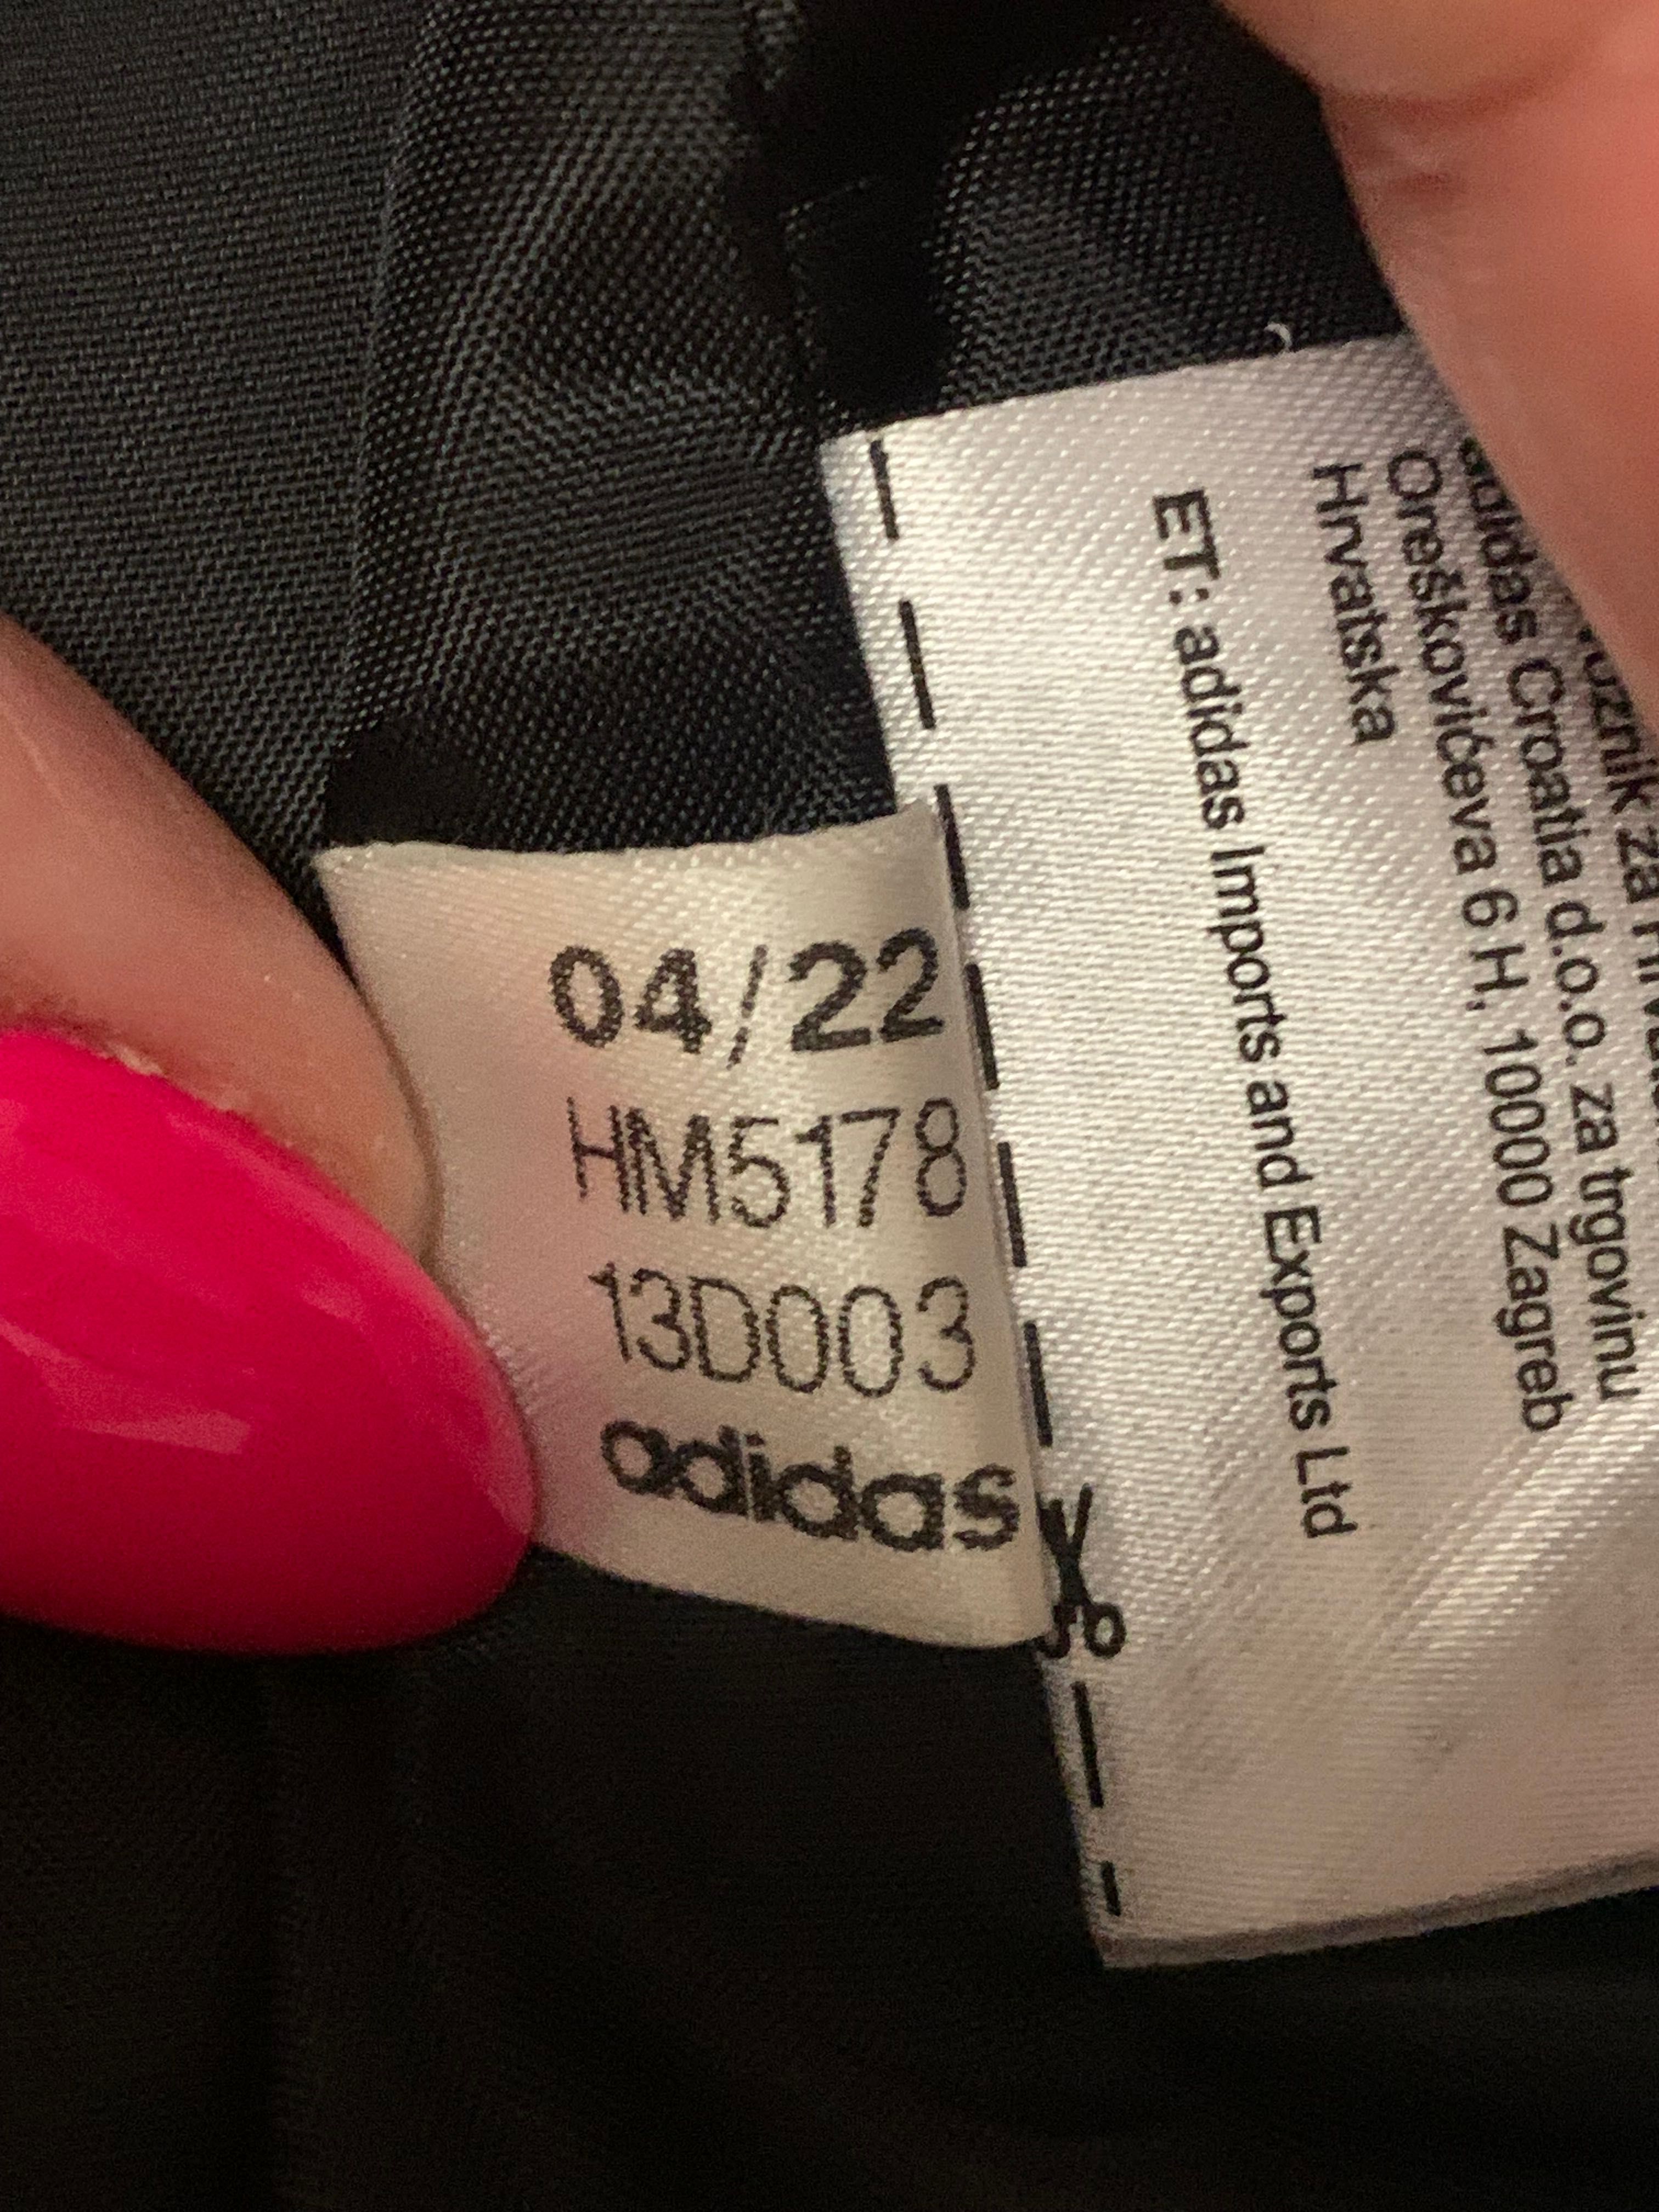 04/22
HM5178
13D003
adidas
za
adidas Croatia d.o.o. za trgovinu
Oreškovićeva 6 H, 10000 Zagreb
Hrvatska
ET: adidas Imports and Exports Ltd